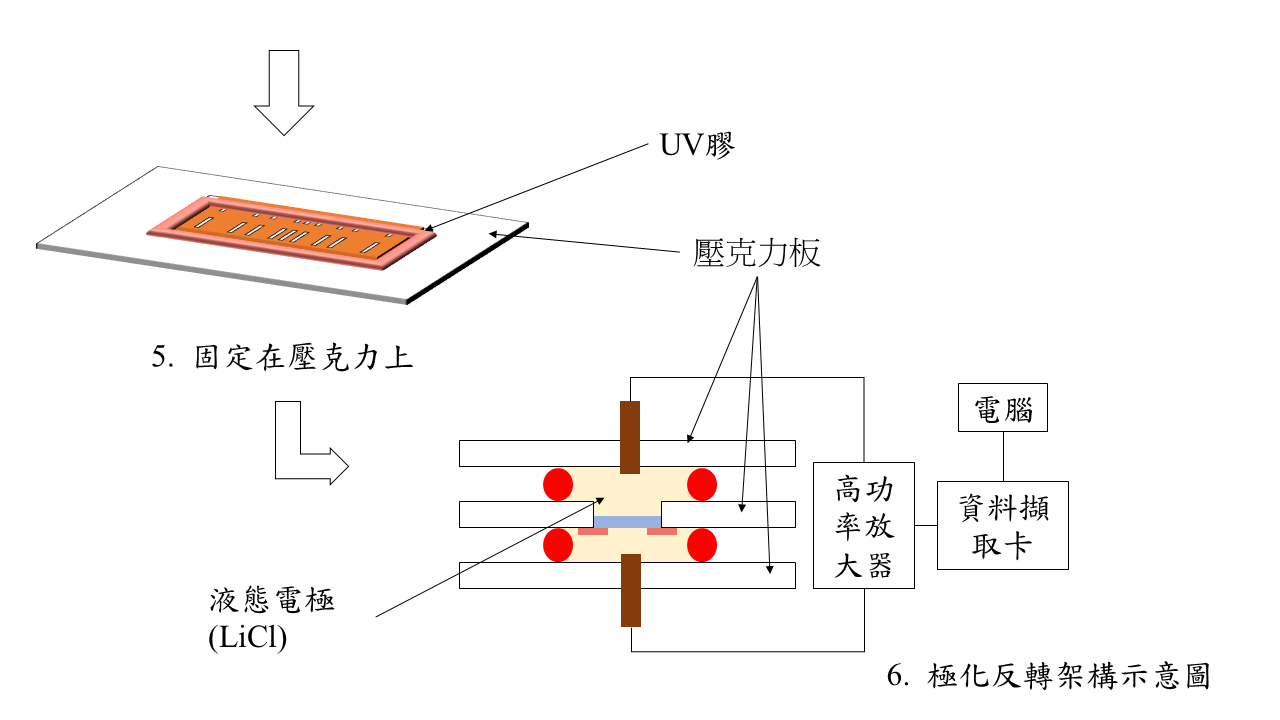 UV膠
壓克力板
5. 固定在壓克力上
電腦
高功
率放
大器
資料擷
取卡
液態電極
(LiCl)
6. 極化反轉架構示意圖